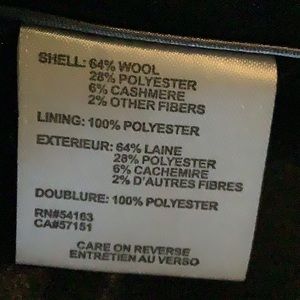 SHELL: 64% WOOL
28% POLYESTER
6% CASHMERE
2% OTHER FIBERS
LINING: 100% POLYESTER
EXTERIEUR: 64% LAINE
28% POLYESTER
6% CACHEMIRE
2% D'AUTRES FIBRES
DOUBLURE: 100% POLYESTER
RN#54163
CA#57151
CARE ON REVERSE
ENTRETIEN AU VERSO